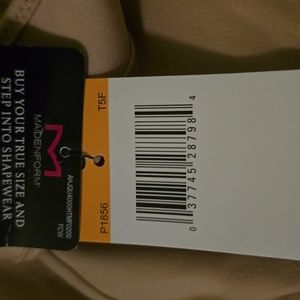 MAIDENFORM
BUY YOUR TRUE SIZE AND
STEP INTO SHAPEWEAR
T5F
P1856
0 37745 28798 4